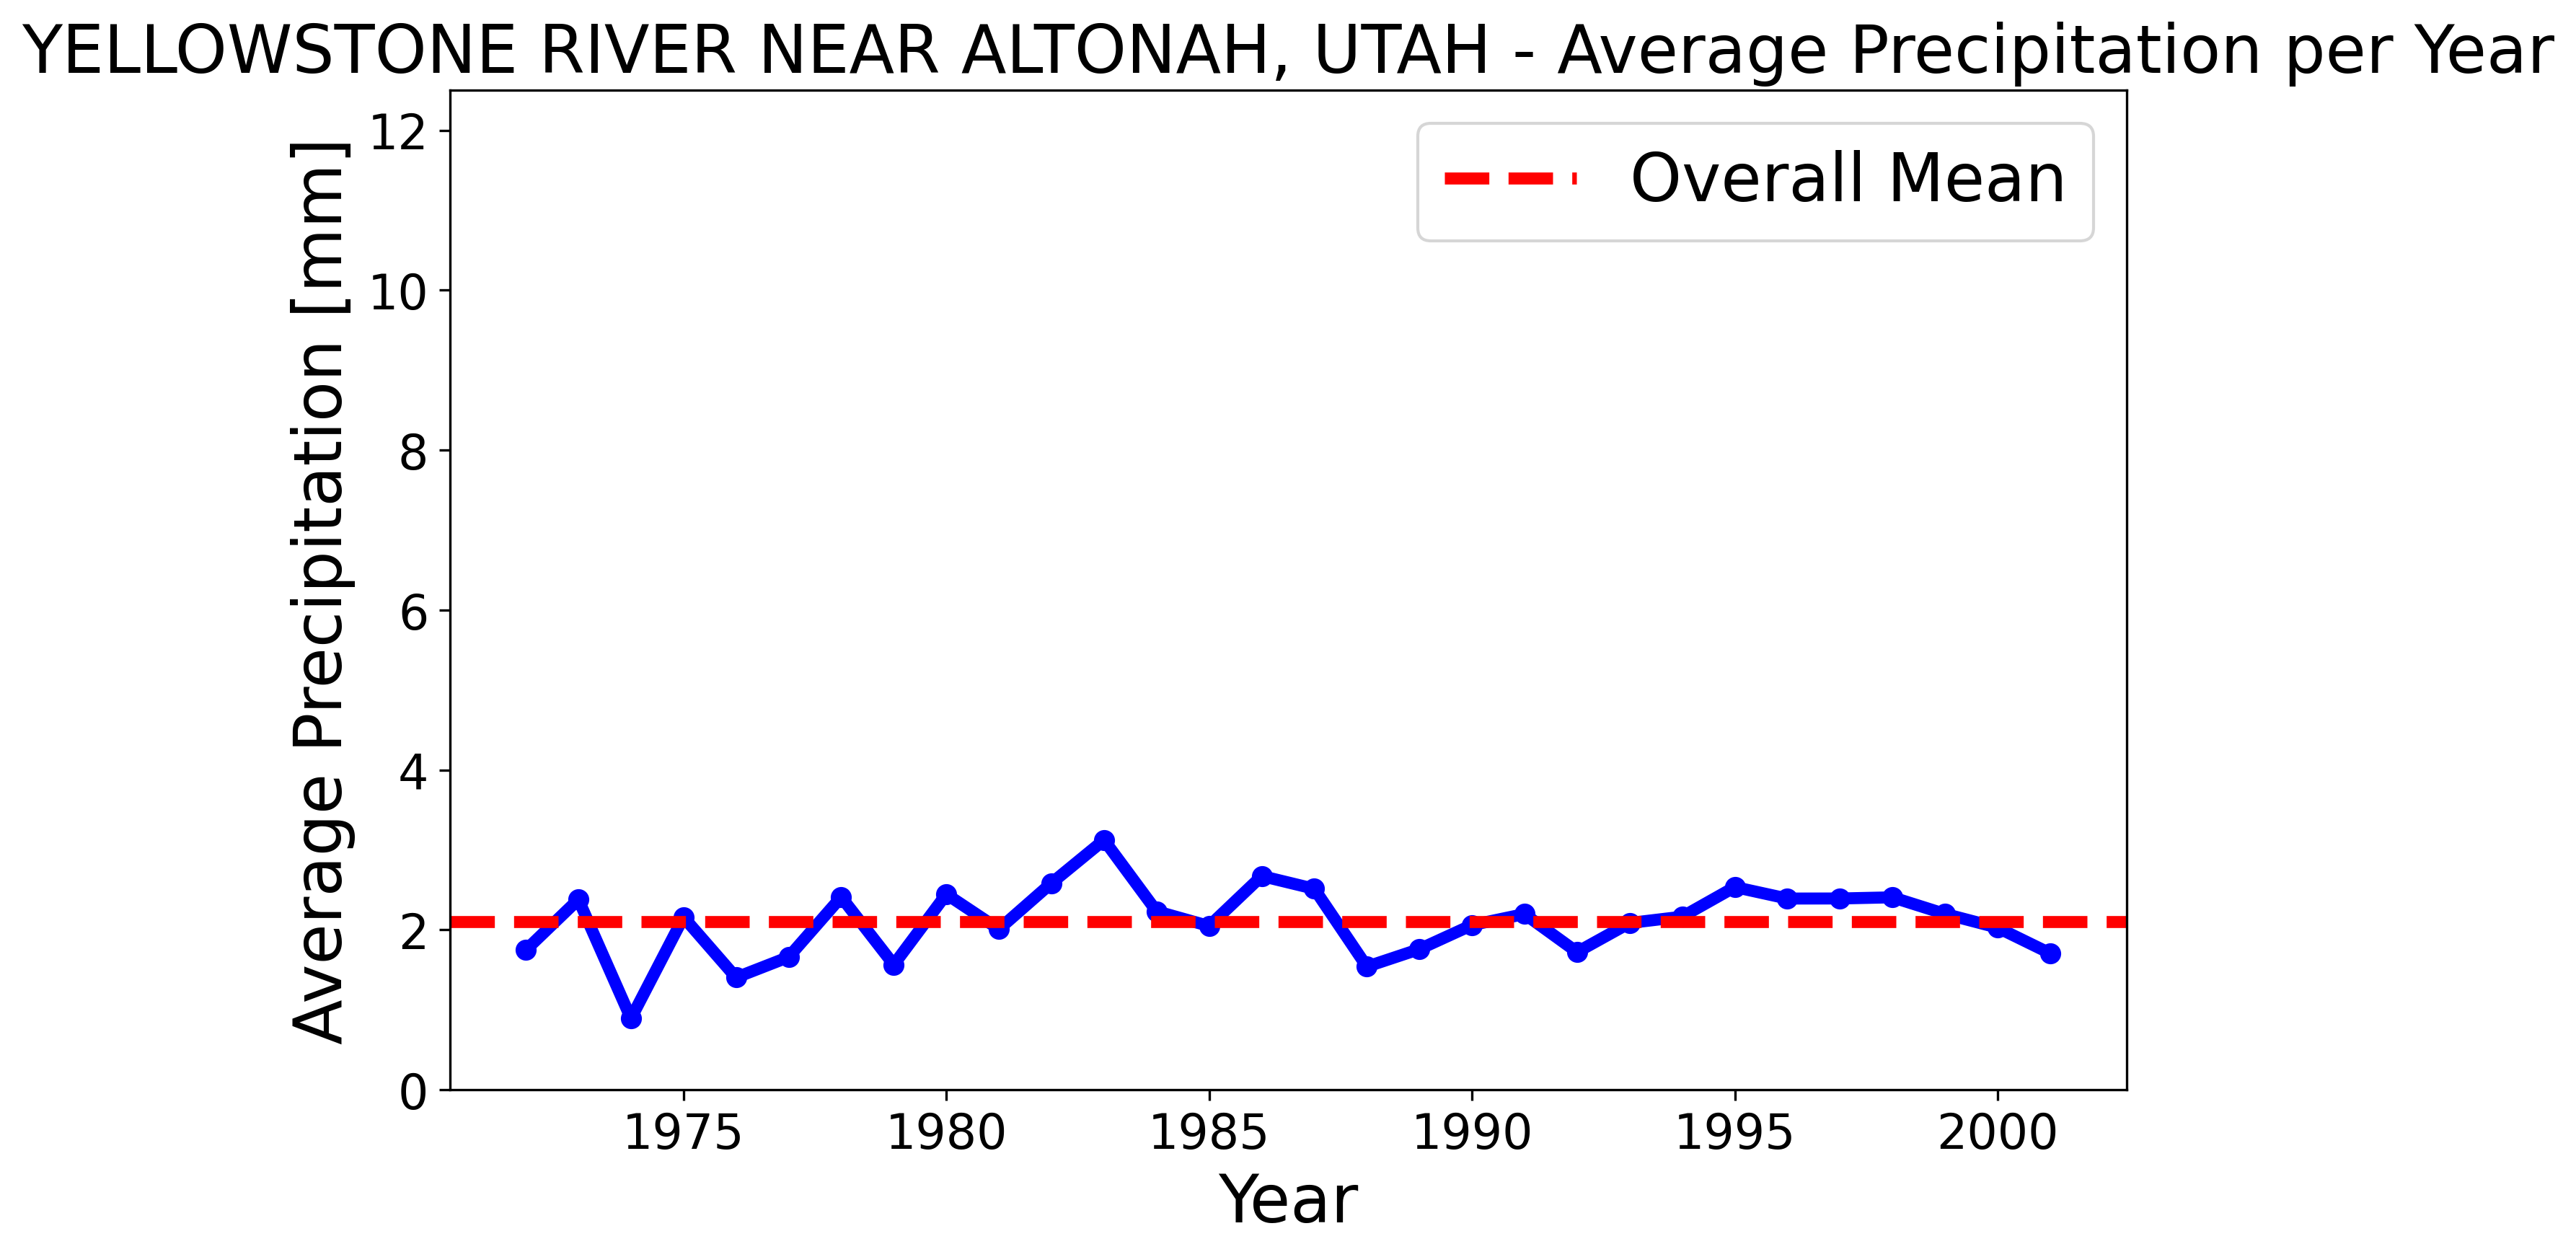 YELLOWSTONE RIVER NEAR ALTONAH, UTAH - Average Precipitation per Year
Overall Mean
Average Precipitation [mm]
12
10
8
6
4
2
0
1975 1980 1985 1990 1995 2000
Year